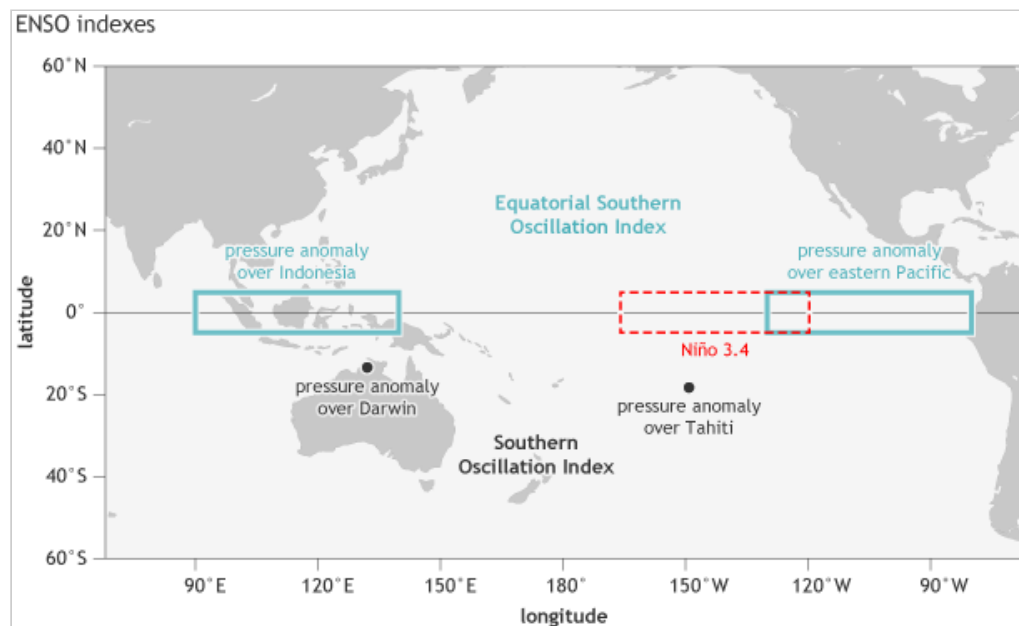 ENSO indexes
60°N
40°N
20°N
0°
20°S
40°S
60°S
latitude
Equatorial Southern
Oscillation Index
pressure anomaly
over Indonesia
pressure anomaly
over eastern Pacific
Niño 3.4
pressure anomaly
over Darwin
pressure anomaly
over Tahiti
Southern
Oscillation Index
90°E
120°E
150°E
180°
150°W
120°W
90°W
longitude